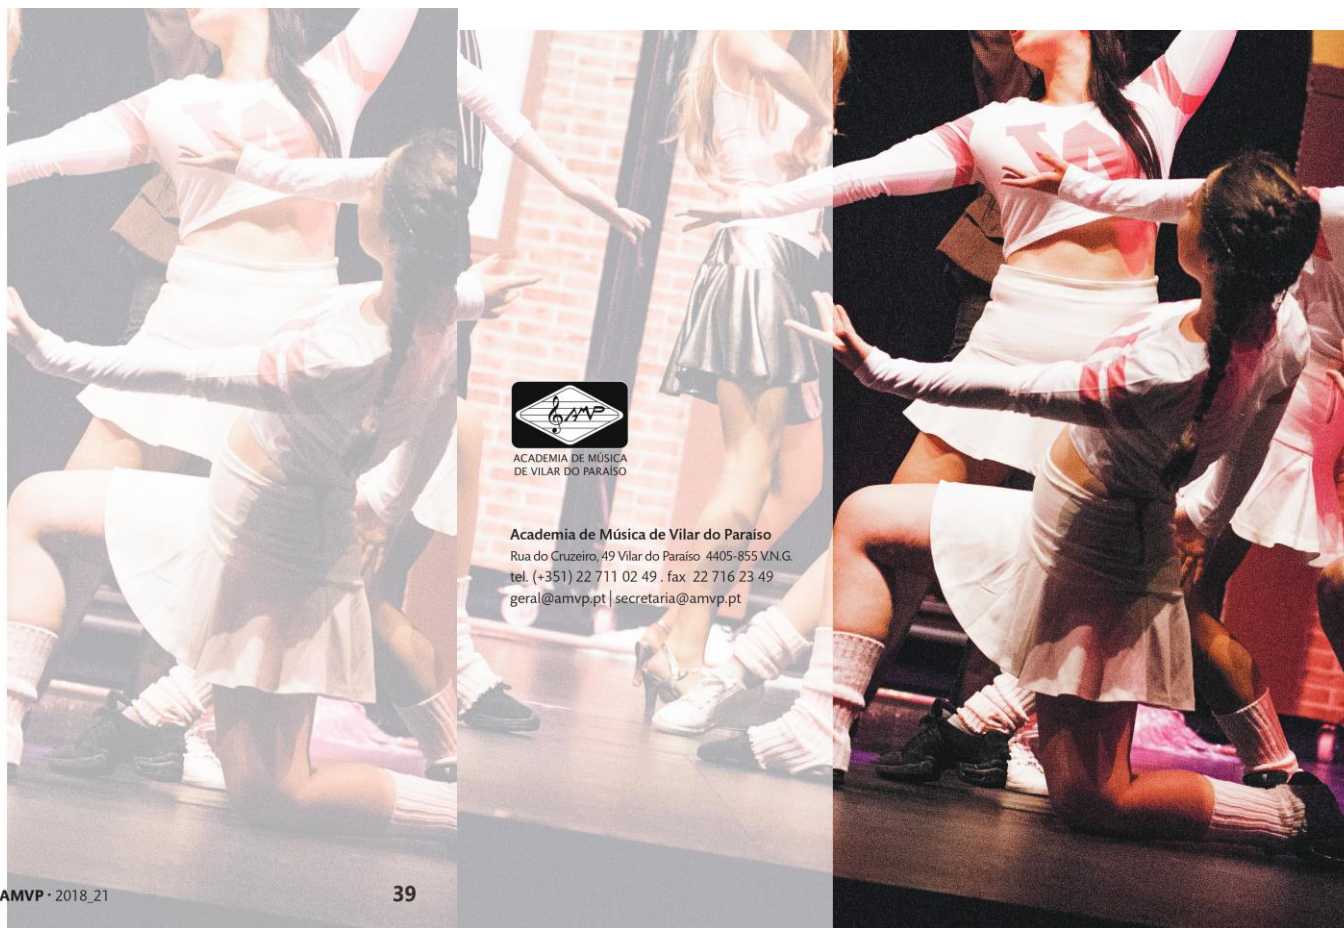 AMVP
ACADEMIA DE MÚSICA
DE VILAR DO PARAÍSO
Academia de Música de Vilar do Paraíso
Rua do Cruzeiro, 49 Vilar do Paraíso 4405-855 V.N.G.
tel. (+351) 22 711 02 49 . fax 22 716 23 49
geral@amvp.pt | secretaria@amvp.pt
AMVP · 2018_21
39